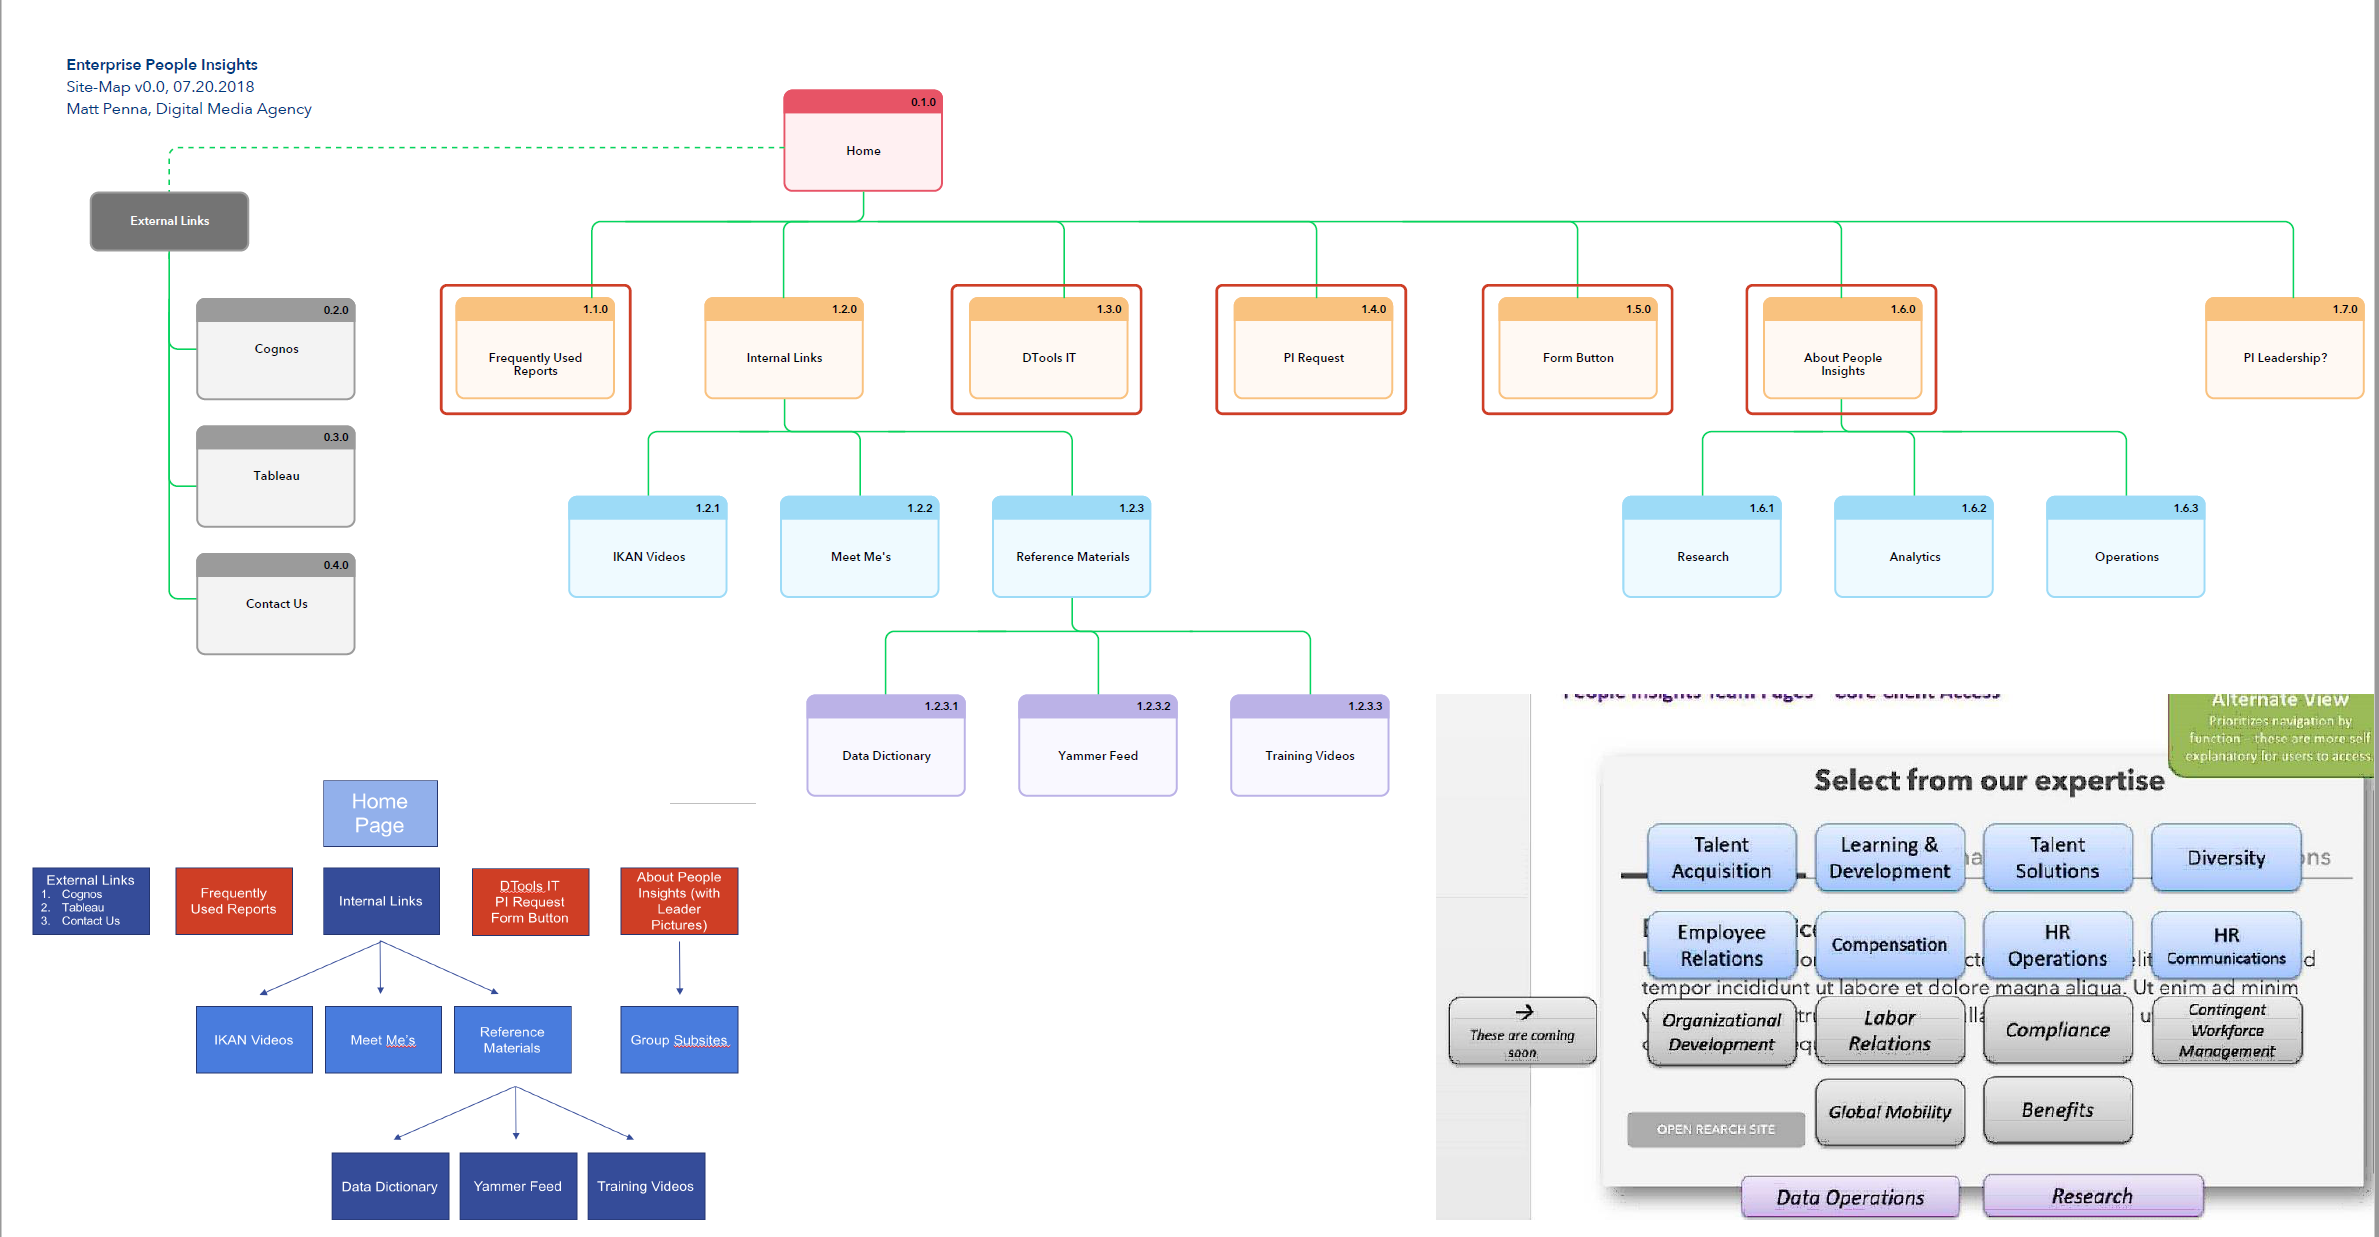 Enterprise People Insights
Site-Map v0.0, 07.20.2018
Matt Penna, Digital Media Agency
0.1.0
Home
External Links
0.2.0
Cognos
0.3.0
Tableau
0.4.0
Contact Us
1.1.0
Frequently Used
Reports
1.2.0
Internal Links
1.3.0
DTools IT
1.4.0
PI Request
1.5.0
Form Button
1.6.0
About People
Insights
1.7.0
PI Leadership?
1.2.1
IKAN Videos
1.2.2
Meet Me's
1.2.3
Reference Materials
1.6.1
Research
1.6.2
Analytics
1.6.3
Operations
1.2.3.1
Data Dictionary
1.2.3.2
Yammer Feed
1.2.3.3
Training Videos
Home
Page
External Links
1. Cognos
2. Tableau
3. Contact Us
Frequently
Used Reports
Internal Links
DTools IT
PI Request
Form Button
About People
Insights (with
Leader
Pictures)
IKAN Videos
Meet Me's
Reference
Materials
Group Subsites
Data Dictionary
Yammer Feed
Training Videos
People Insights Team Pages – Core Client Access
Alternate View
Prioritizes navigation by
function – these are more self
explanatory for users to access.
Select from our expertise
Talent
Acquisition
Learning &
Development
Talent
Solutions
Diversity
Employee
Relations
Compensation
HR
Operations
HR
Communications
tempor incididunt ut labore et dolore magna aliqua. Ut enim ad minim
→
These are coming
soon
Organizational
Development
Labor
Relations
Compliance
Contingent
Workforce
Management
Global Mobility
Benefits
OPEN REARCH SITE
Data Operations
Research